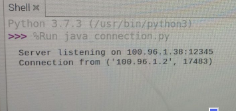 Shell
Python 3.7.3 (/usr/bin/python3)
>>> %Run java_connection.py
Server listening on 100.96.1.38:12345
Connection from ('100.96.1.2', 17483)